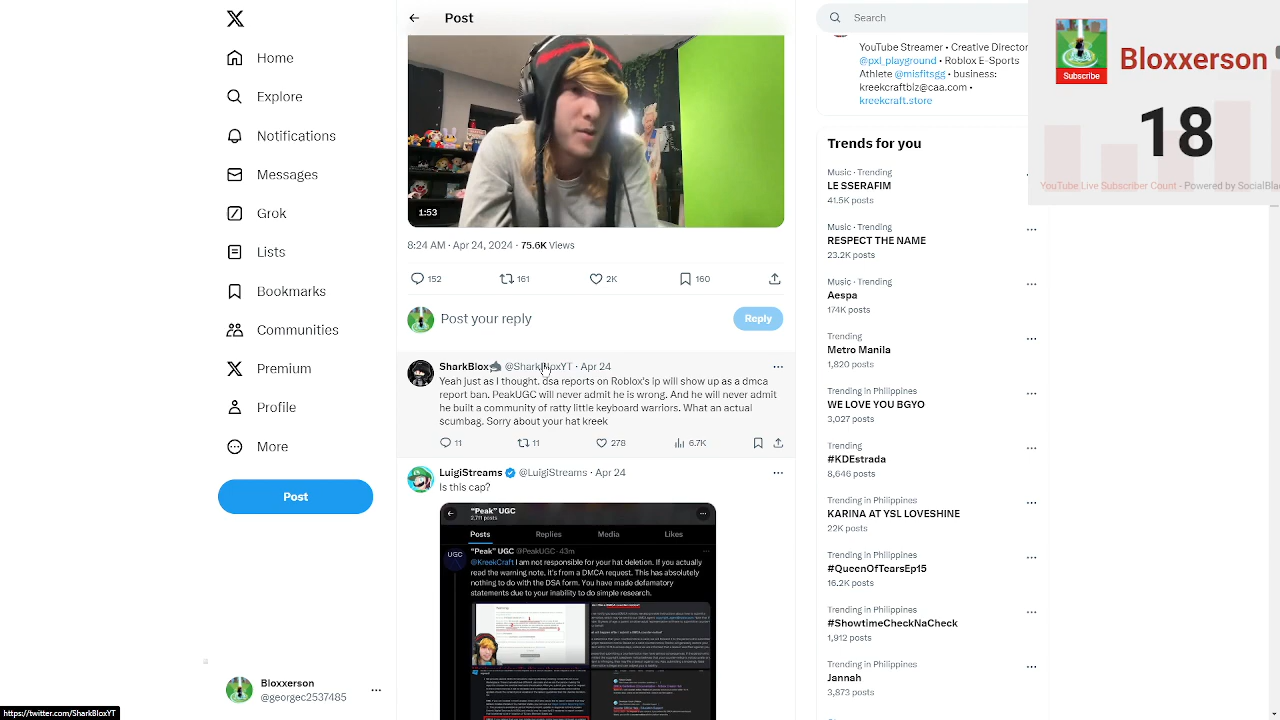 Post
Search
Home
Explore
Notifications
Messages
Grok
Lists
Bookmarks
Communities
Premium
Profile
More
Post
1:53
8:24 AM · Apr 24, 2024 · 75.6K Views
152
161
2K
160
Post your reply
Reply
SharkBlox @SharkBloxYT · Apr 24
Yeah just as I thought. dsa reports on Roblox's ip will show up as a dmca
report ban. PeakUGC will never admit he is wrong. And he will never admit
he built a community of ratty little keyboard warriors. What an actual
scumbag. Sorry about your hat kreek
11
11
278
6.7K
LuigiStreams @LuigiStreams · Apr 24
Is this cap?
"Peak" UGC
2,711 posts
Posts
Replies
Media
Likes
UGC
"Peak" UGC @PeakUGC · 43m
@KreekCraft I am not responsible for your hat deletion. If you actually
read the warning note, it's from a DMCA request. This has absolutely
nothing to do with the DSA form. You have made defamatory
statements due to your inability to do simple research.
YouTube Streamer • Creative Director
@pxl_playground • Roblox E-Sports
Athlete @misfitsgg • business:
kreekcraftbiz@caa.com •
kreekcraft.store
Trends for you
Music · Trending
LE SSERAFIM
41.5K posts
Music · Trending
RESPECT THE NAME
23.2K posts
Music · Trending
Aespa
174K posts
Trending
Metro Manila
1,820 posts
Trending in Philippines
WE LOVE YOU BGYO
3,027 posts
Trending
#KDEstrada
8,646 posts
Trending in Philippines
KARINA AT YSL LOVESHINE
22K posts
Trending in Philippines
#QueenOfTearsEp15
16.2K posts
Trending in Philippines
Tama
1,912 posts
Trending in Philippines
January
Subscribe
Bloxxerson
18
YouTube Live Subscriber Count - Powered by SocialBla
https://twitter.com/SharkBloxYT